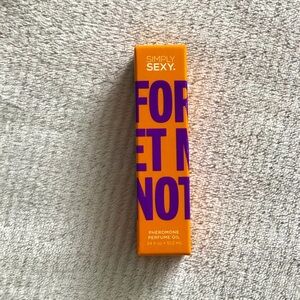 SIMPLY
SEXY.
FOR
ET M
NOT
PHEROMONE
PERFUME OIL